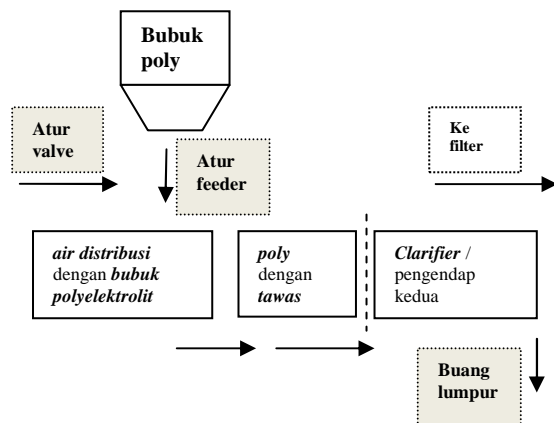 Bubuk
poly
Atur
valve
Atur
feeder
Ke
filter
air distribusi
dengan bubuk
polyelektrolit
poly
dengan
tawas
Clarifier /
pengendap
kedua
Buang
lumpur